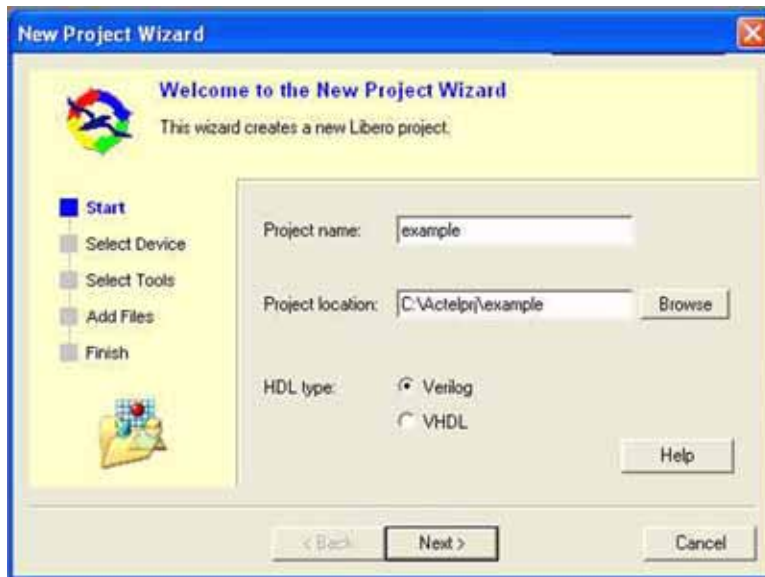 New Project Wizard
Welcome to the New Project Wizard
This wizard creates a new Libero project.
Start
Select Device
Select Tools
Add Files
Finish
Project name: example
Project location: C:\Actelprj\example Browse
HDL type: Verilog
VHDL
Help
< Back Next > Cancel